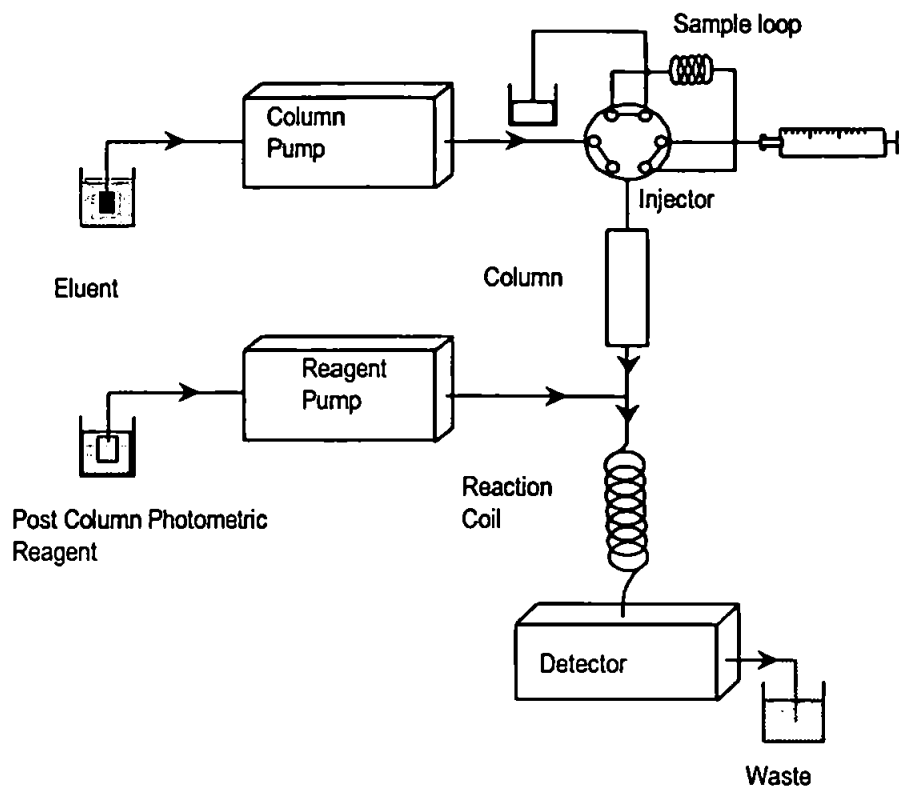 Sample loop
Column
Pump
Injector
Eluent
Column
Reagent
Pump
Post Column Photometric
Reagent
Reaction
Coil
Detector
Waste